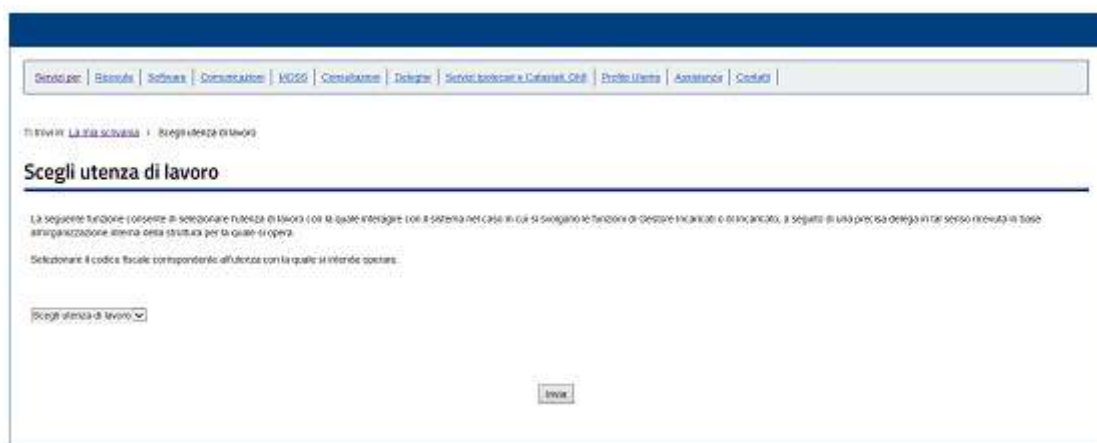 Servizi per | Ricevute | Software | Comunicazioni | MOSS | Consultazioni | Deleghe | Servizi Ipotecari e Catastali, OMI | Profilo Utente | Assistenza | Contatti |
Ti trovi in: La mia scrivania / Scegli utenza di lavoro
Scegli utenza di lavoro
La seguente funzione consente di selezionare l'utenza di lavoro con la quale interagire con il sistema nel caso in cui si svolgano le funzioni di Gestore Incaricati o di Incaricato, a seguito di una precisa delega in tal senso ricevuta in base
all'organizzazione interna della struttura per la quale si opera.
Selezionare il codice fiscale corrispondente all'utenza con la quale si intende operare.
Scegli utenza di lavoro
Invia